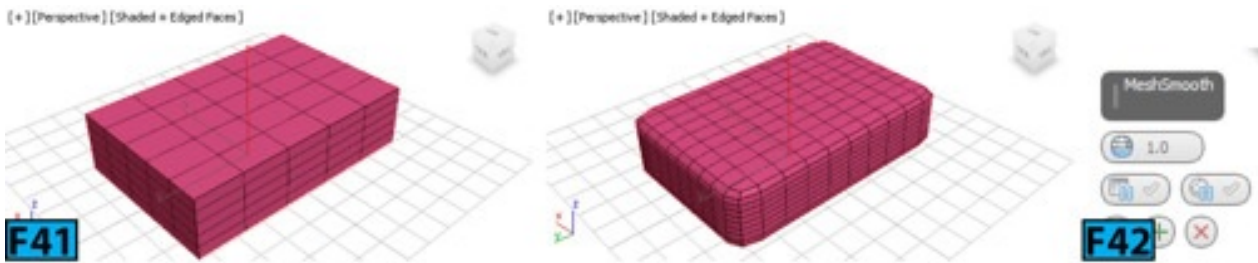 [+][Perspective][Shaded + Edged Faces]
[+][Perspective][Shaded + Edged Faces]
MeshSmooth
1.0
F41
F42